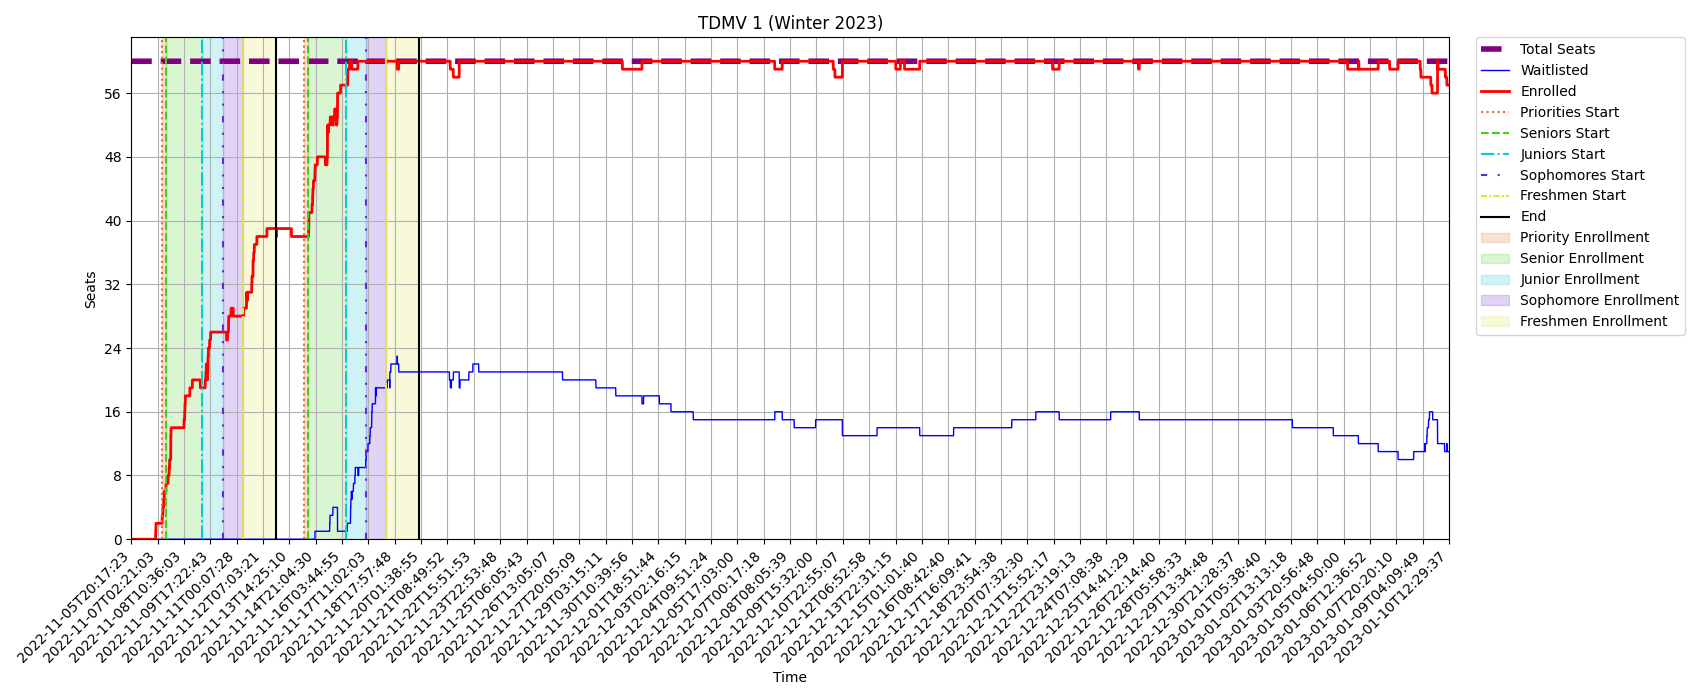 TDMV 1 (Winter 2023)
Seats
56
48
40
32
24
16
8
0
2022-11-05T20:17:23
2022-11-07T02:21:03
2022-11-08T10:36:03
2022-11-09T17:22:43
2022-11-11T00:07:28
2022-11-12T07:03:21
2022-11-13T14:25:10
2022-11-14T21:04:30
2022-11-16T03:44:55
2022-11-17T11:02:03
2022-11-18T17:57:48
2022-11-20T01:38:55
2022-11-21T08:49:52
2022-11-22T15:51:53
2022-11-23T22:53:48
2022-11-25T06:05:43
2022-11-26T13:05:07
2022-11-27T20:05:09
2022-11-29T03:15:11
2022-11-30T10:39:56
2022-12-01T18:51:44
2022-12-03T02:16:15
2022-12-04T09:51:24
2022-12-05T17:03:00
2022-12-07T00:17:18
2022-12-08T08:05:39
2022-12-09T15:32:00
2022-12-10T22:55:07
2022-12-12T06:52:58
2022-12-13T22:31:15
2022-12-15T01:01:40
2022-12-16T08:42:40
2022-12-17T16:09:41
2022-12-18T23:54:38
2022-12-20T07:32:30
2022-12-21T15:52:17
2022-12-22T23:19:13
2022-12-24T07:08:38
2022-12-25T14:41:29
2022-12-26T22:14:40
2022-12-28T05:58:33
2022-12-29T13:34:48
2022-12-30T21:28:37
2023-01-01T05:38:40
2023-01-02T13:13:18
2023-01-03T20:56:48
2023-01-05T04:50:00
2023-01-06T12:36:52
2023-01-07T20:20:10
2023-01-09T04:09:49
2023-01-10T12:29:37
Time
Total Seats
Waitlisted
Enrolled
Priorities Start
Seniors Start
Juniors Start
Sophomores Start
Freshmen Start
End
Priority Enrollment
Senior Enrollment
Junior Enrollment
Sophomore Enrollment
Freshmen Enrollment